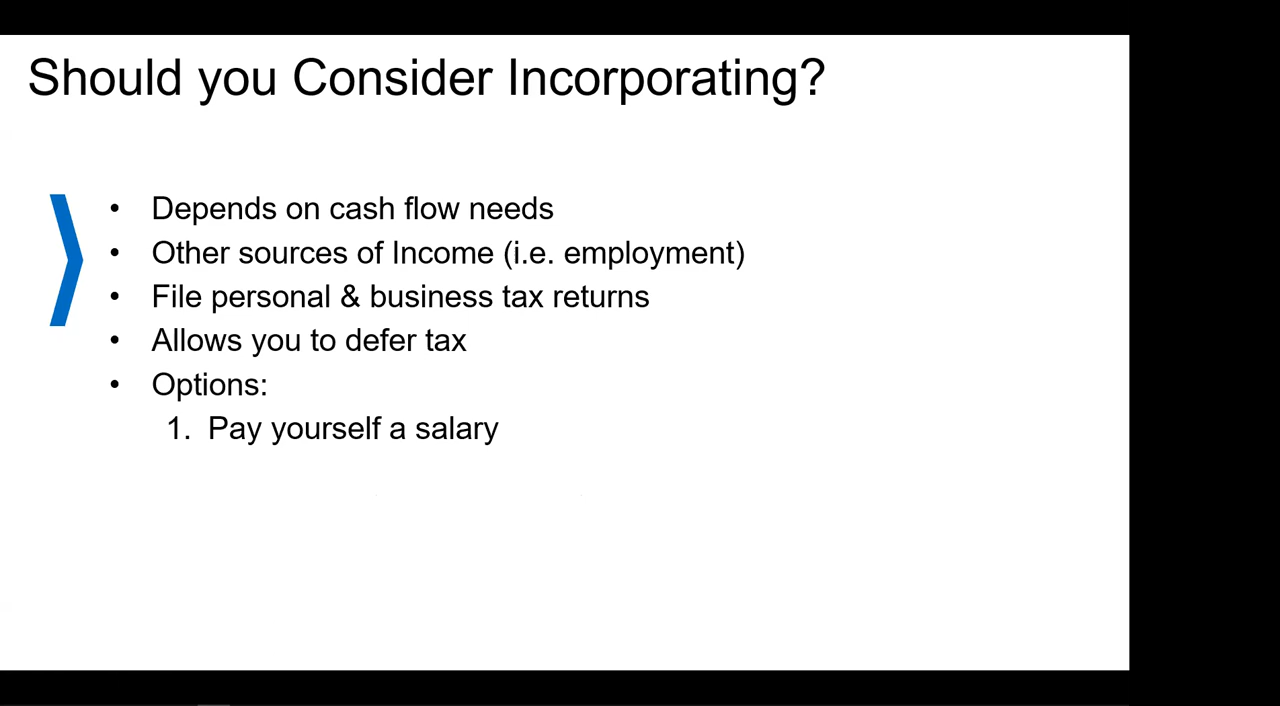 Should you Consider Incorporating?
• Depends on cash flow needs
• Other sources of Income (i.e. employment)
• File personal & business tax returns
• Allows you to defer tax
• Options:
1. Pay yourself a salary